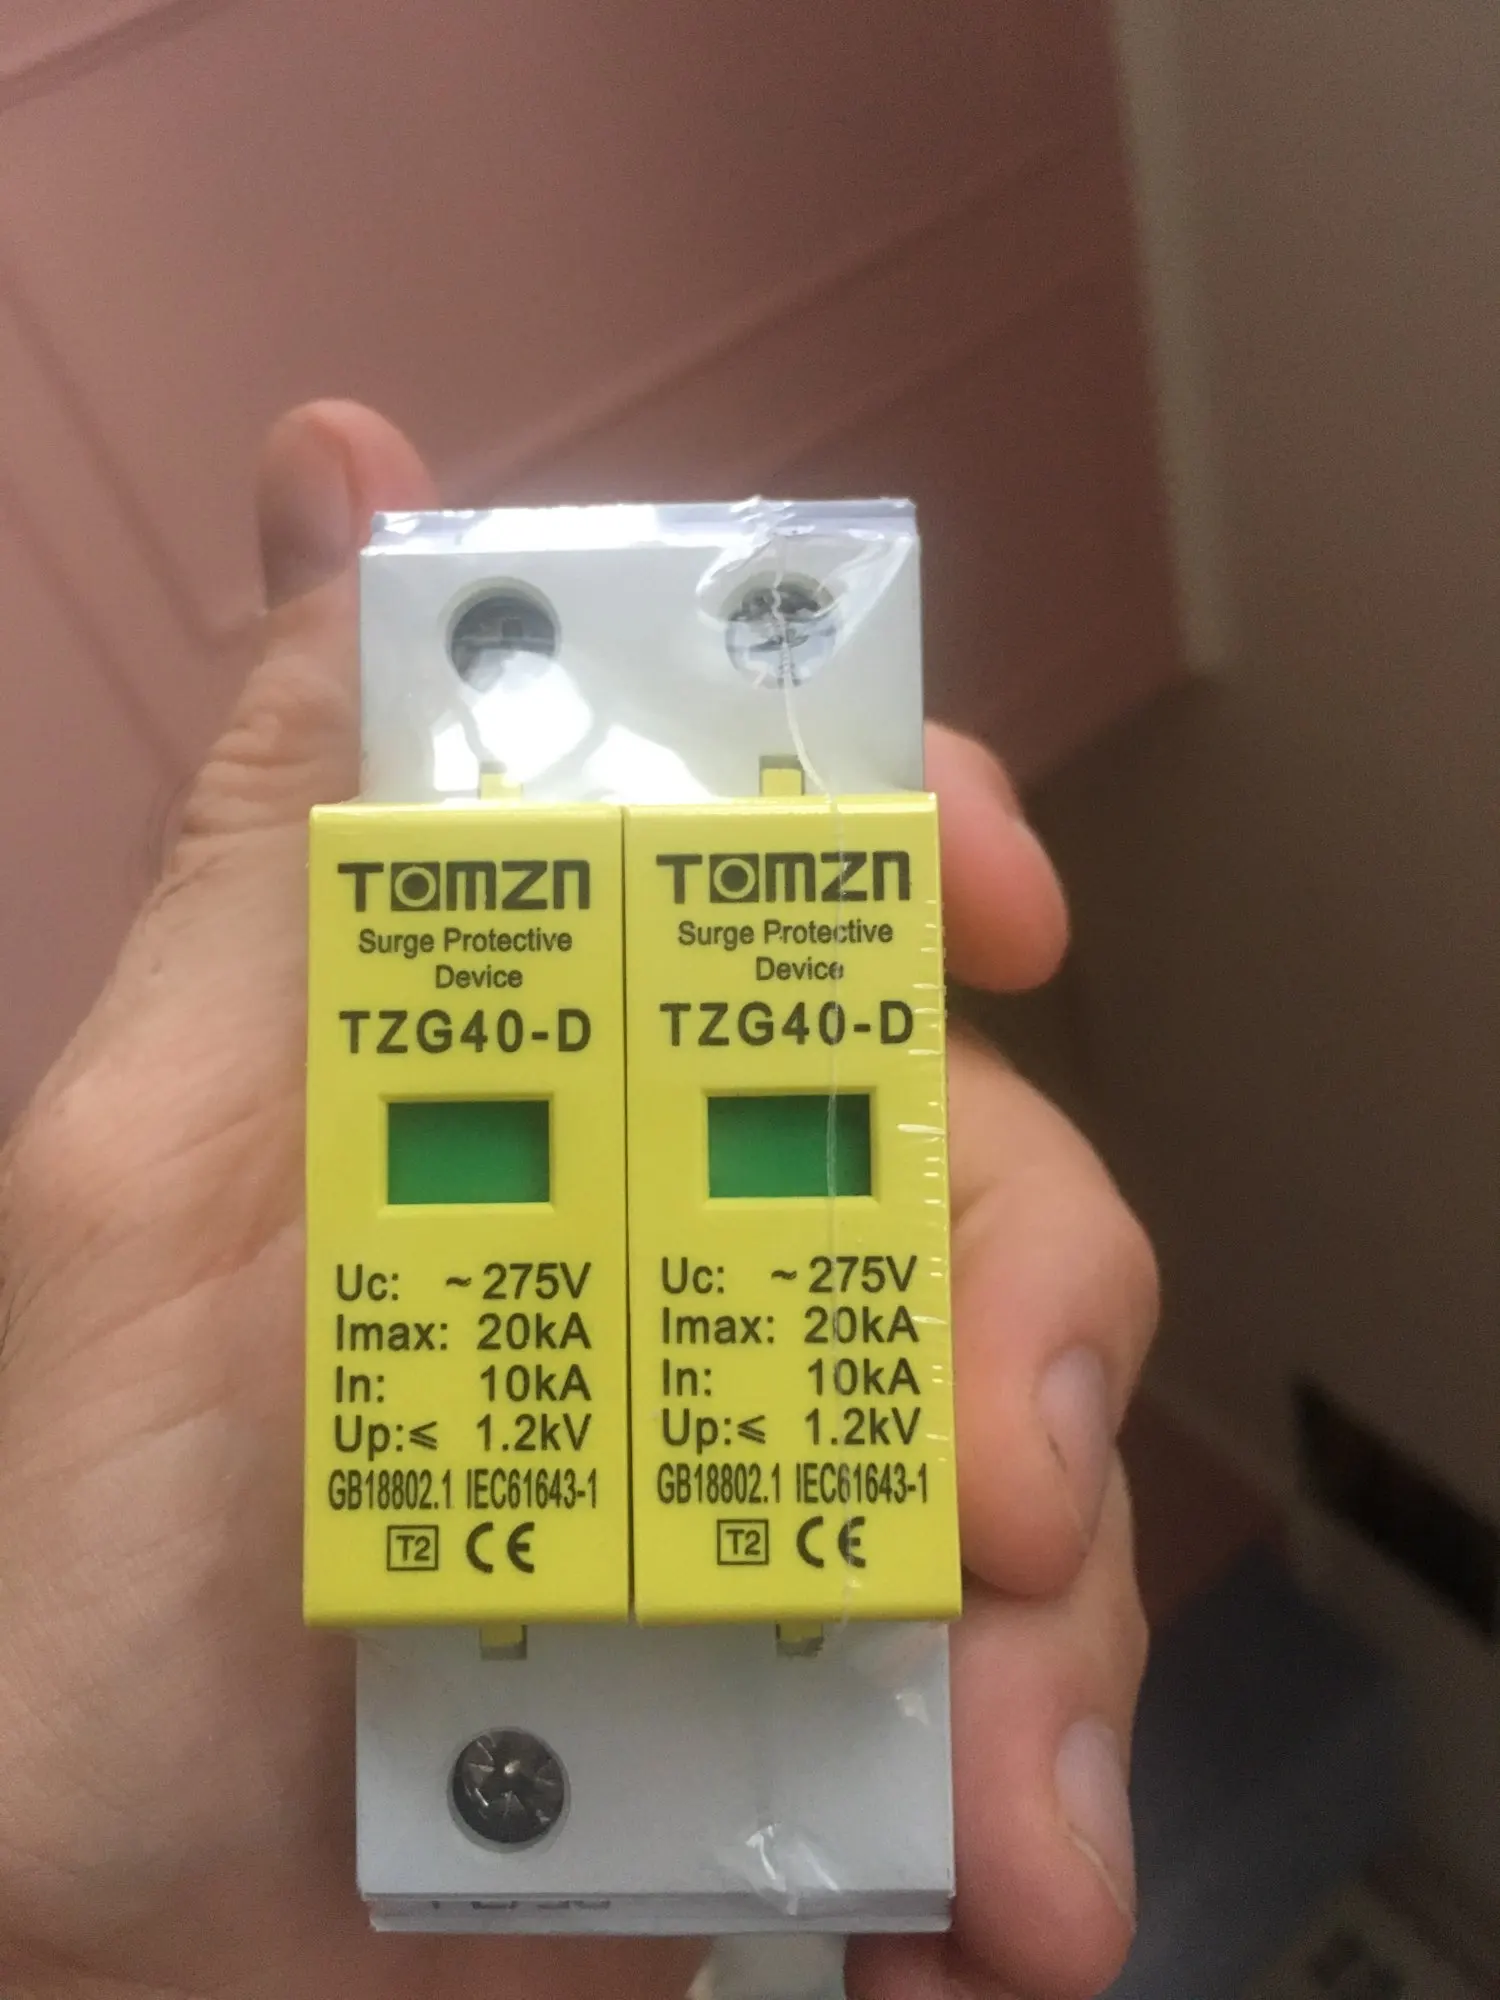 TOMZN
Surge Protective
Device
TZG40-D
Uc: ~275V
Imax: 20kA
In: 10kA
Up:≤ 1.2kV
GB18802.1 IEC61643-1
T2 CE
TOMZN
Surge Protective
Device
TZG40-D
Uc: ~275V
Imax: 20kA
In: 10kA
Up:≤ 1.2kV
GB18802.1 IEC61643-1
T2 CE